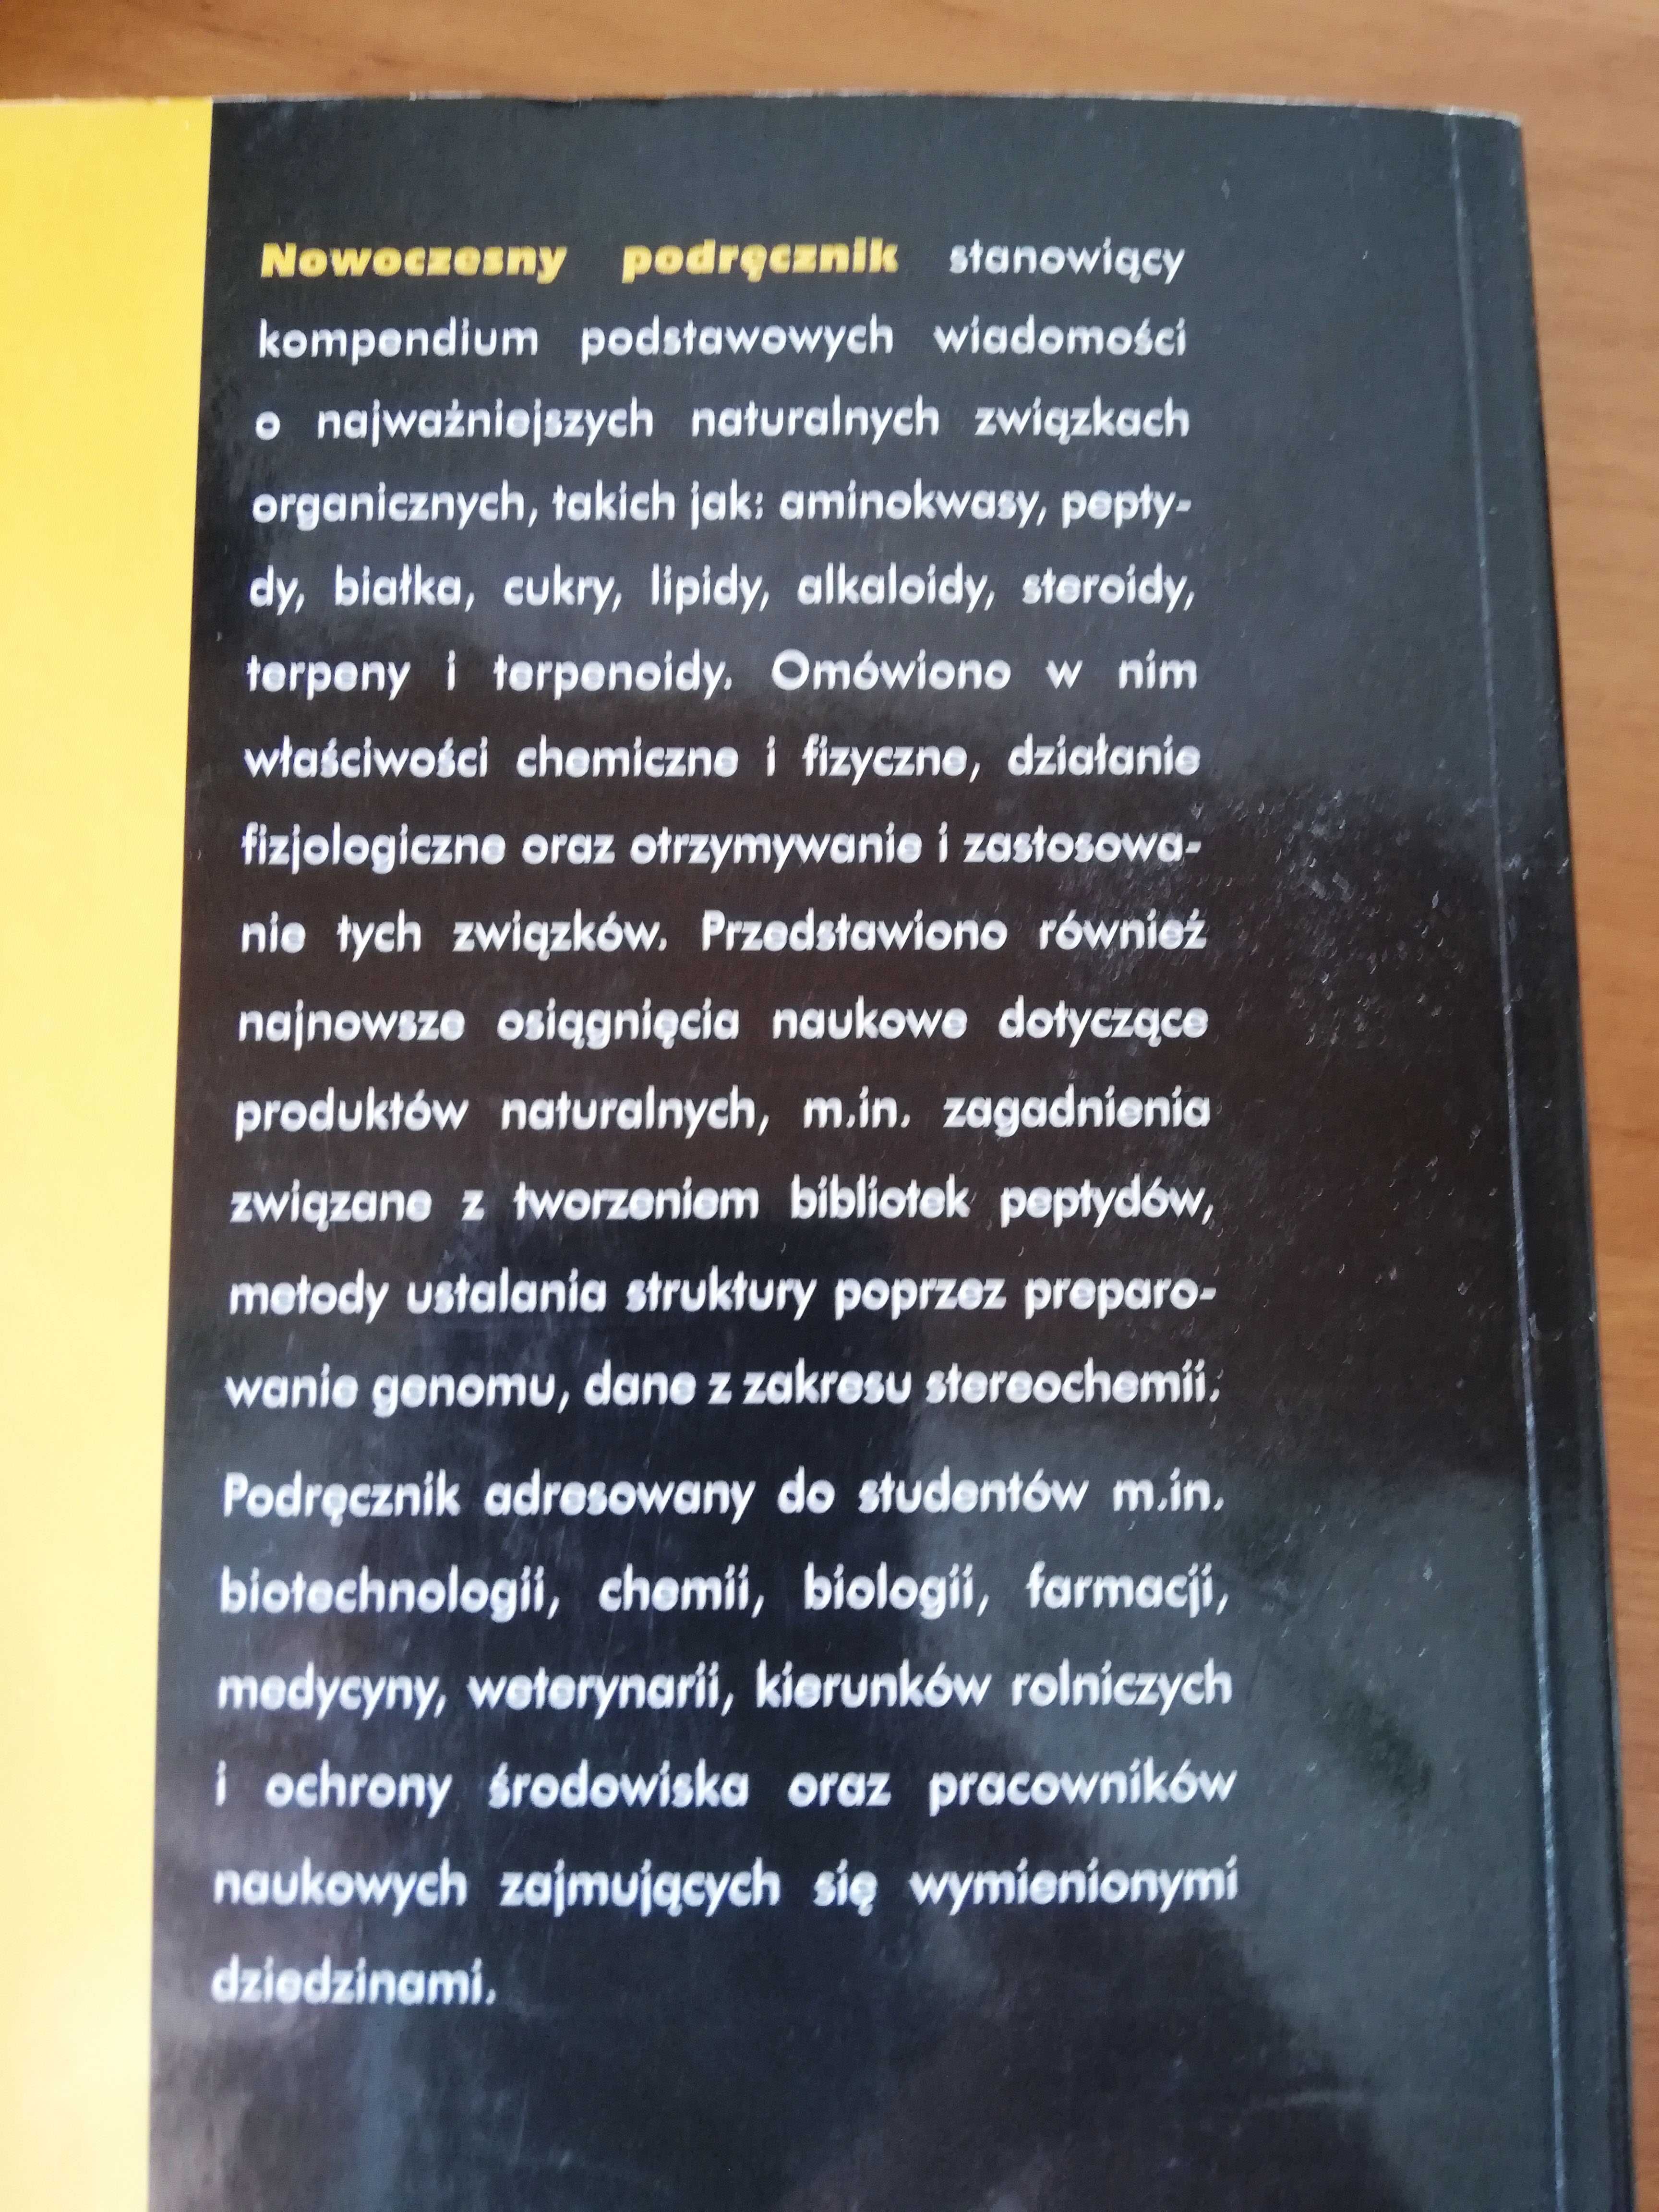 Nowoczesny podręcznik stanowiący
kompendium podstawowych wiadomości
o najważniejszych naturalnych związkach
organicznych, takich jak: aminokwasy, pepty-
dy, białka, cukry, lipidy, alkaloidy, steroidy,
terpeny i terpenoidy. Omówiono w nim
właściwości chemiczne i fizyczne, działanie
fizjologiczne oraz otrzymywanie i zastosowa-
nie tych związków. Przedstawiono również
najnowsze osiągnięcia naukowe dotyczące
produktów naturalnych, m.in. zagadnienia
związane z tworzeniem bibliotek peptydów,
metody ustalania struktury poprzez preparo-
wanie genomu, dane z zakresu stereochemii.
Podręcznik adresowany do studentów m.in.
biotechnologii, chemii, biologii, farmacji,
medycyny, weterynarii, kierunków rolniczych
i ochrony środowiska oraz pracowników
naukowych zajmujących się wymienionymi
dziedzinami.